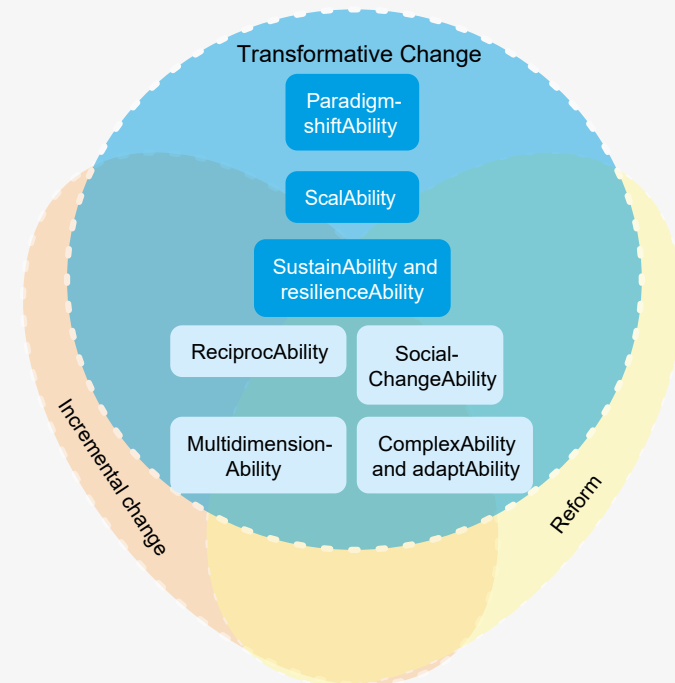 Transformative Change
Paradigm-
shiftAbility
ScalAbility
SustainAbility and
resilienceAbility
ReciprocAbility
Social-
ChangeAbility
Multidimension-
Ability
ComplexAbility
and adaptAbility
Incremental change
Reform